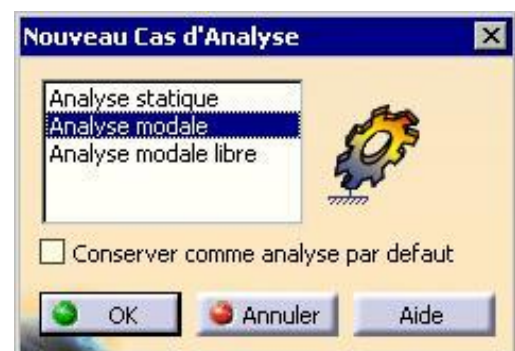 Nouveau Cas d'Analyse
Analyse statique
Analyse modale
Analyse modale libre
Conserver comme analyse par defaut
OK Annuler Aide